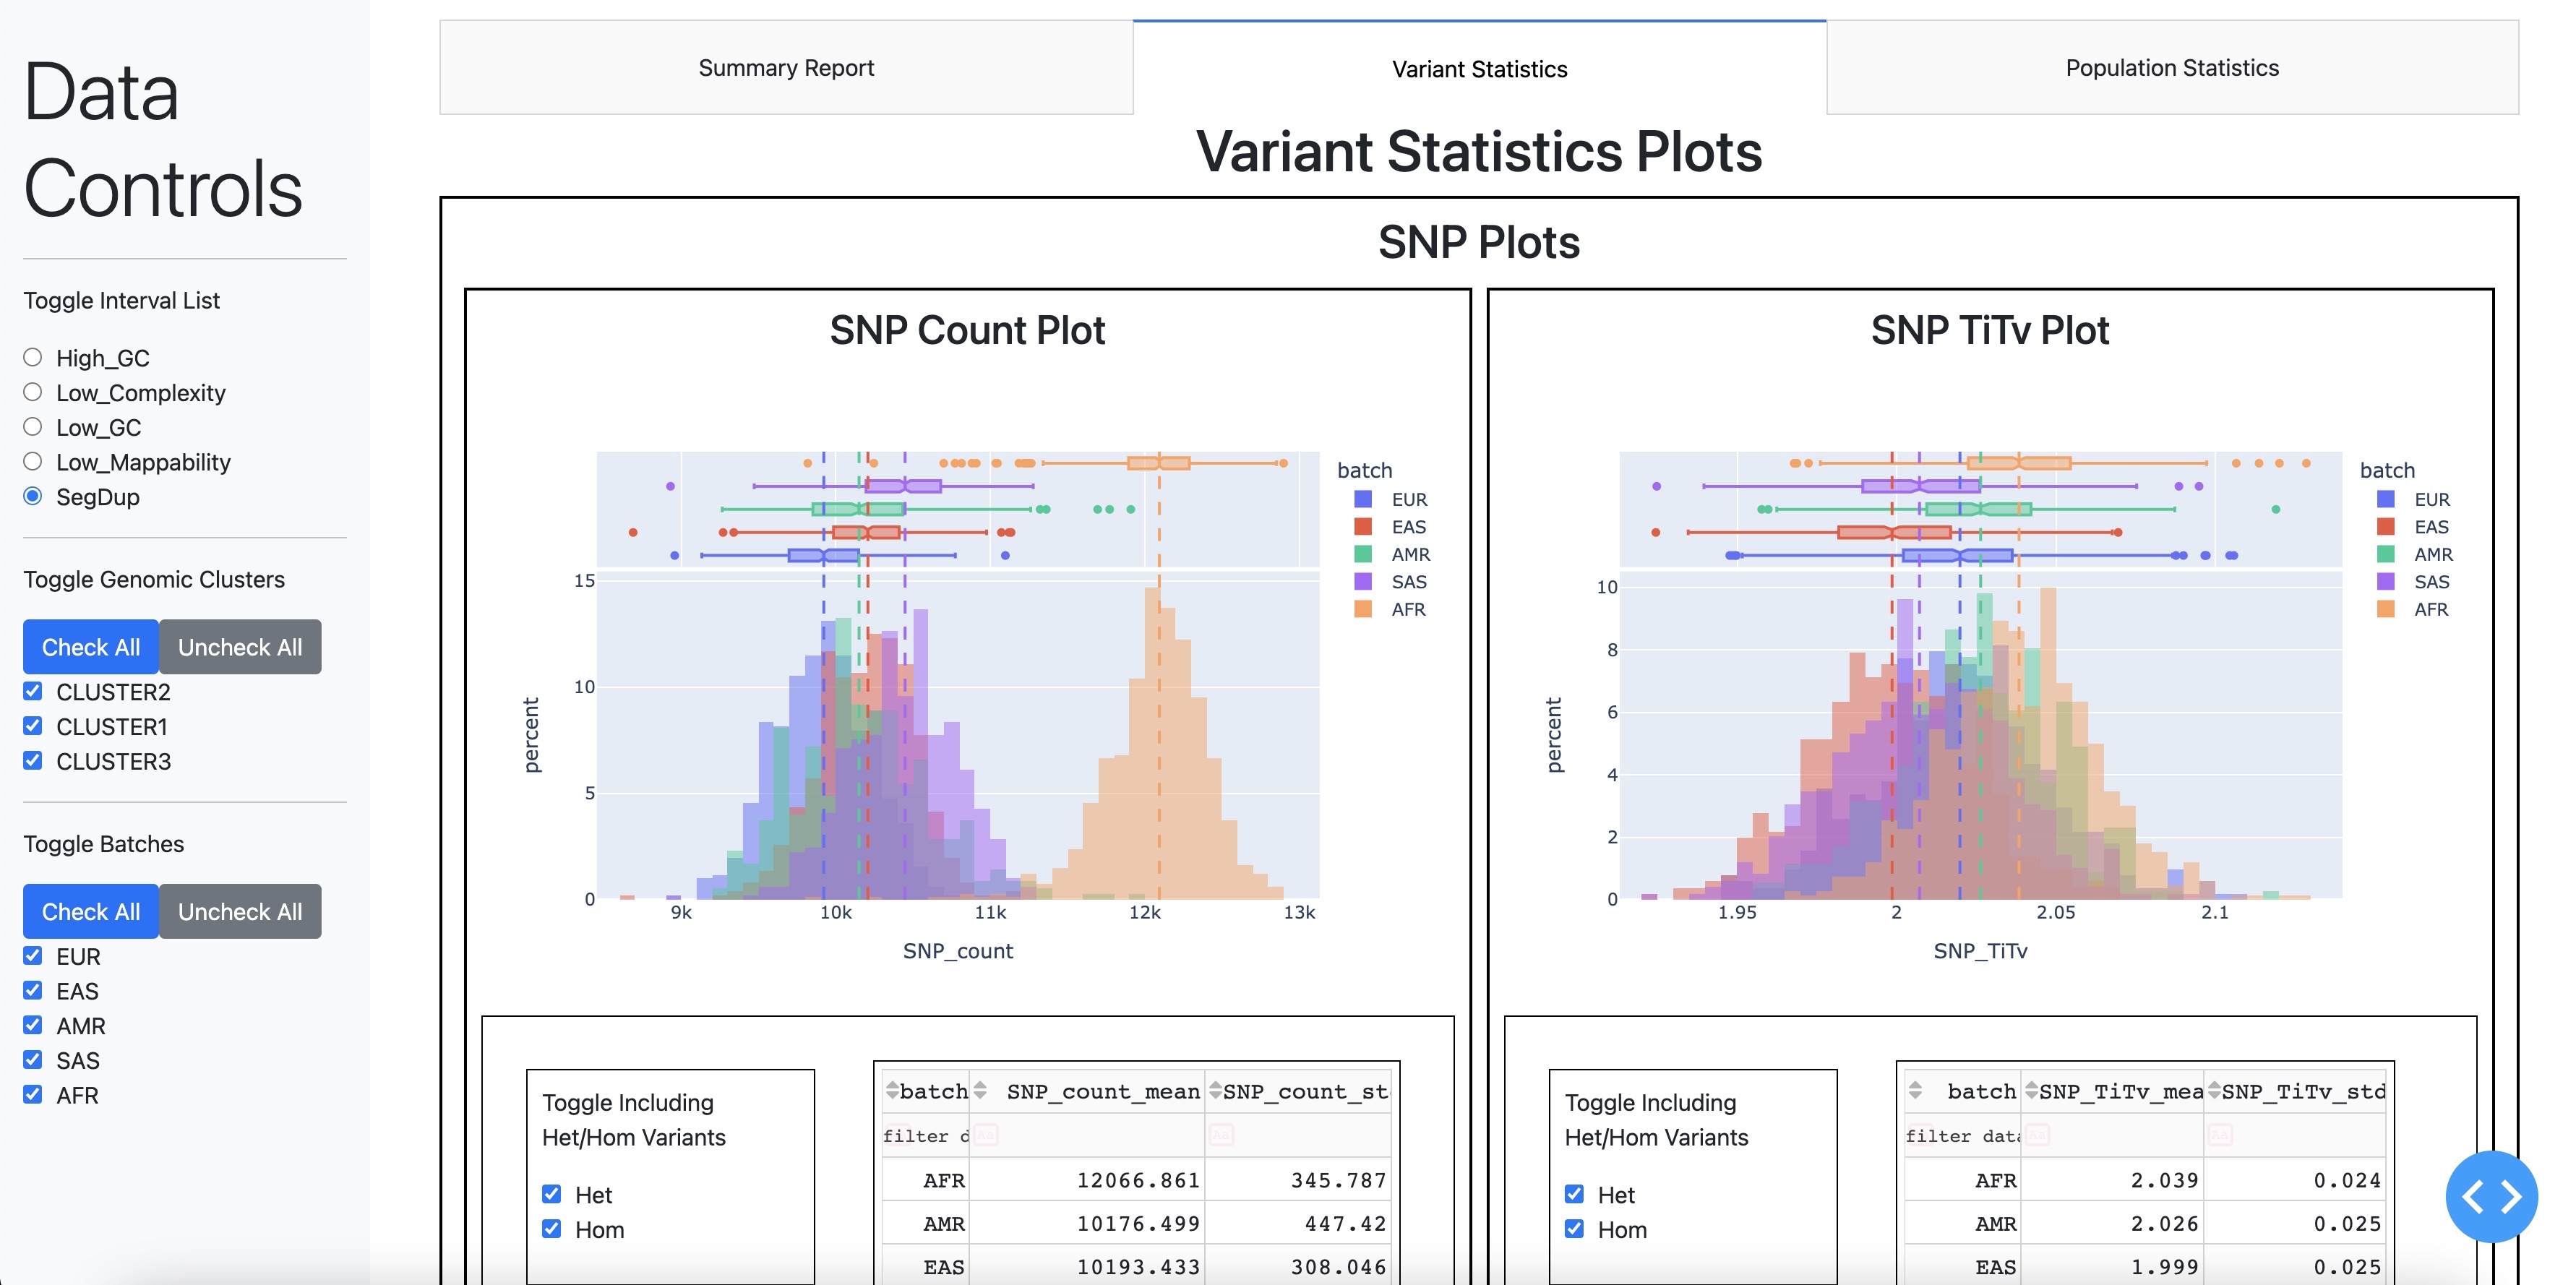 Data
Controls
Toggle Interval List
High_GC
Low_Complexity
Low_GC
Low_Mappability
SegDup
Toggle Genomic Clusters
Check All Uncheck All
CLUSTER2
CLUSTER1
CLUSTER3
Toggle Batches
Check All Uncheck All
EUR
EAS
AMR
SAS
AFR
Summary Report Variant Statistics Population Statistics
Variant Statistics Plots
SNP Plots
SNP Count Plot
batch
EUR
EAS
AMR
SAS
AFR
15
10
5
0
percent
9k 10k 11k 12k 13k
SNP_count
Toggle Including
Het/Hom Variants
Het
Hom
batch SNP_count_mean SNP_count_st
filter d Aa Aa
AFR 12066.861 345.787
AMR 10176.499 447.42
EAS 10193.433 308.046
SNP TiTv Plot
batch
EUR
EAS
AMR
SAS
AFR
10
8
6
4
2
0
percent
1.95 2 2.05 2.1
SNP_TiTv
Toggle Including
Het/Hom Variants
Het
Hom
batch SNP_TiTv_mea SNP_TiTv_std
filter data Aa Aa
AFR 2.039 0.024
AMR 2.026 0.025
EAS 1.999 0.025